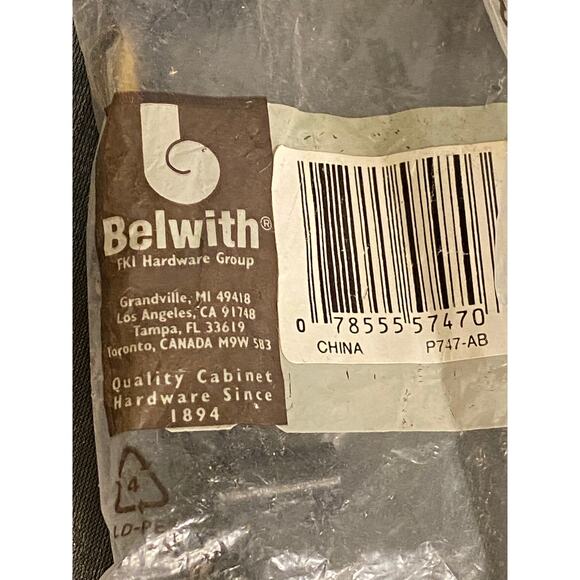 Belwith®
FKI Hardware Group
Grandville, MI 49418
Los Angeles, CA 91748
Tampa, FL 33619
Toronto, CANADA M9W 5B3
Quality Cabinet
Hardware Since
1894
0 78555 57470
CHINA P747-AB
4
LD-PE